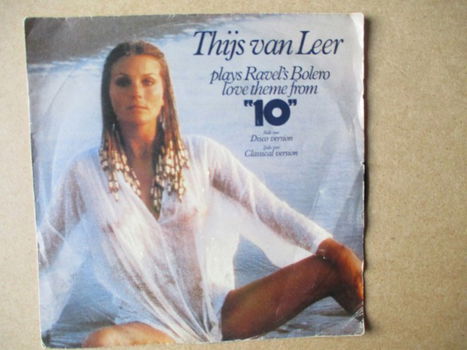 Thijs van Leer
plays Ravel's Bolero
love theme from
"10"
Side one
Disco version
Side two
Classical version